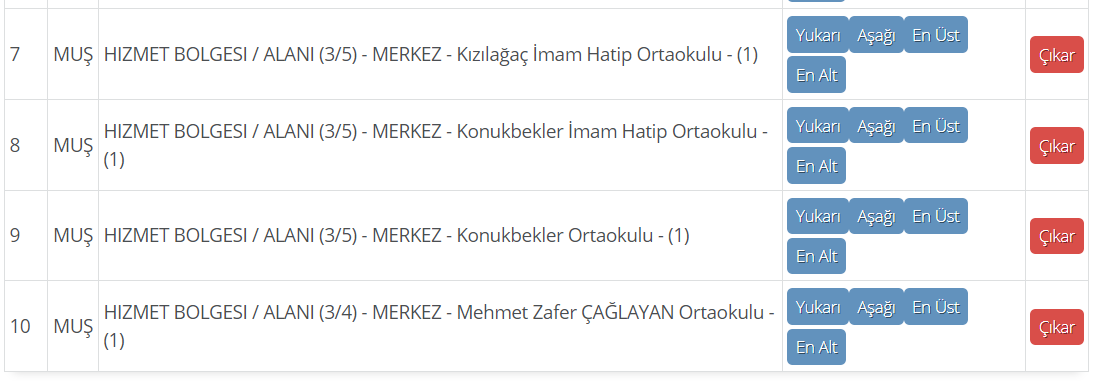 7 MUŞ HIZMET BOLGESI / ALANI (3/5) - MERKEZ - Kızılağaç İmam Hatip Ortaokulu - (1) Yukarı Aşağı En Üst En Alt Çıkar
8 MUŞ HIZMET BOLGESI / ALANI (3/5) - MERKEZ - Konukbekler İmam Hatip Ortaokulu -
(1) Yukarı Aşağı En Üst En Alt Çıkar
9 MUŞ HIZMET BOLGESI / ALANI (3/5) - MERKEZ - Konukbekler Ortaokulu - (1) Yukarı Aşağı En Üst En Alt Çıkar
10 MUŞ HIZMET BOLGESI / ALANI (3/4) - MERKEZ - Mehmet Zafer ÇAĞLAYAN Ortaokulu -
(1) Yukarı Aşağı En Üst En Alt Çıkar